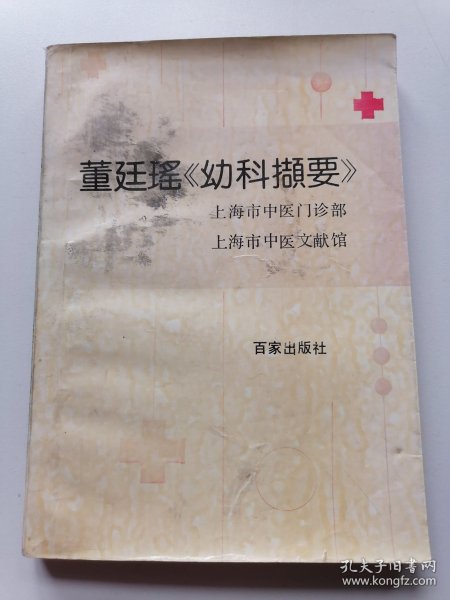 董廷瑶《幼科撷要》
上海市中医门诊部
上海市中医文献馆
百家出版社
孔夫子旧书网
www.kongfz.com